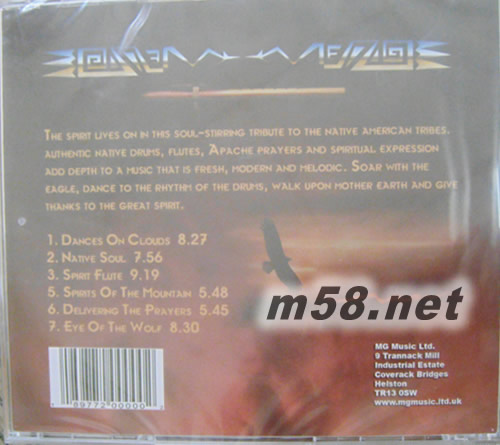 The spirit lives on in this soul-stirring tribute to the Native American tribes.
Authentic native drums, flutes, Apache prayers and spiritual expression
add depth to a music that is fresh, modern and melodic. Soar with the
eagle, dance to the rhythm of the drums, walk upon mother earth and give
thanks to the great spirit.
1. Dances On Clouds 8.27
2. Native Soul 7.56
3. Spirit Flute 9.19
5. Spirits Of The Mountain 5.48
6. Delivering The Prayers 5.45
7. Eye Of The Wolf 8.30
m58.net
MG Music Ltd.
9 Trannack Mill
Industrial Estate
Coverack Bridges
Helston
TR13 0SW
www.mgmusic.ltd.uk
89772 00000